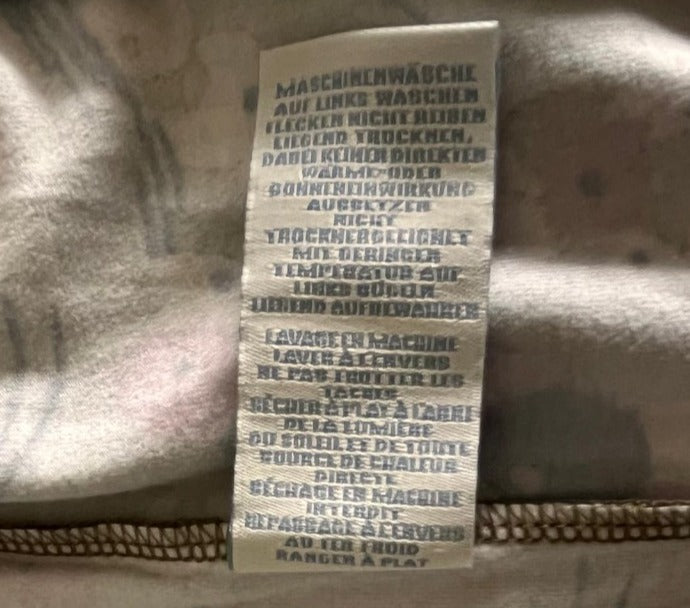 MASCHINENWÄSCHE
AUF LINKS WASCHEN
FLECKEN NICHT REIBEN
LIEGEND TROCKNEN,
DABEI KEINER DIREKTEN
WÄRME-ODER
SONNENEINWIRKUNG
AUSSETZEN
NICHT
TROCKNERGEEIGNET
MIT GERINGER
TEMPERATUR AUF
LINKS BÜGELN
LIEGEND AUFBEWAHREN
LAVAGE EN MACHINE
LAVER À L'ENVERS
NE PAS FROTTER LES
TACHES
SÉCHER À PLAT À L'ABRI
DE LA LUMIÈRE
DU SOLEIL ET DE TOUTE
SOURCE DE CHALEUR
DIRECTE
SÉCHAGE EN MACHINE
INTERDIT
REPASSAGE À L'ENVERS
AU FER FROID
RANGER À PLAT